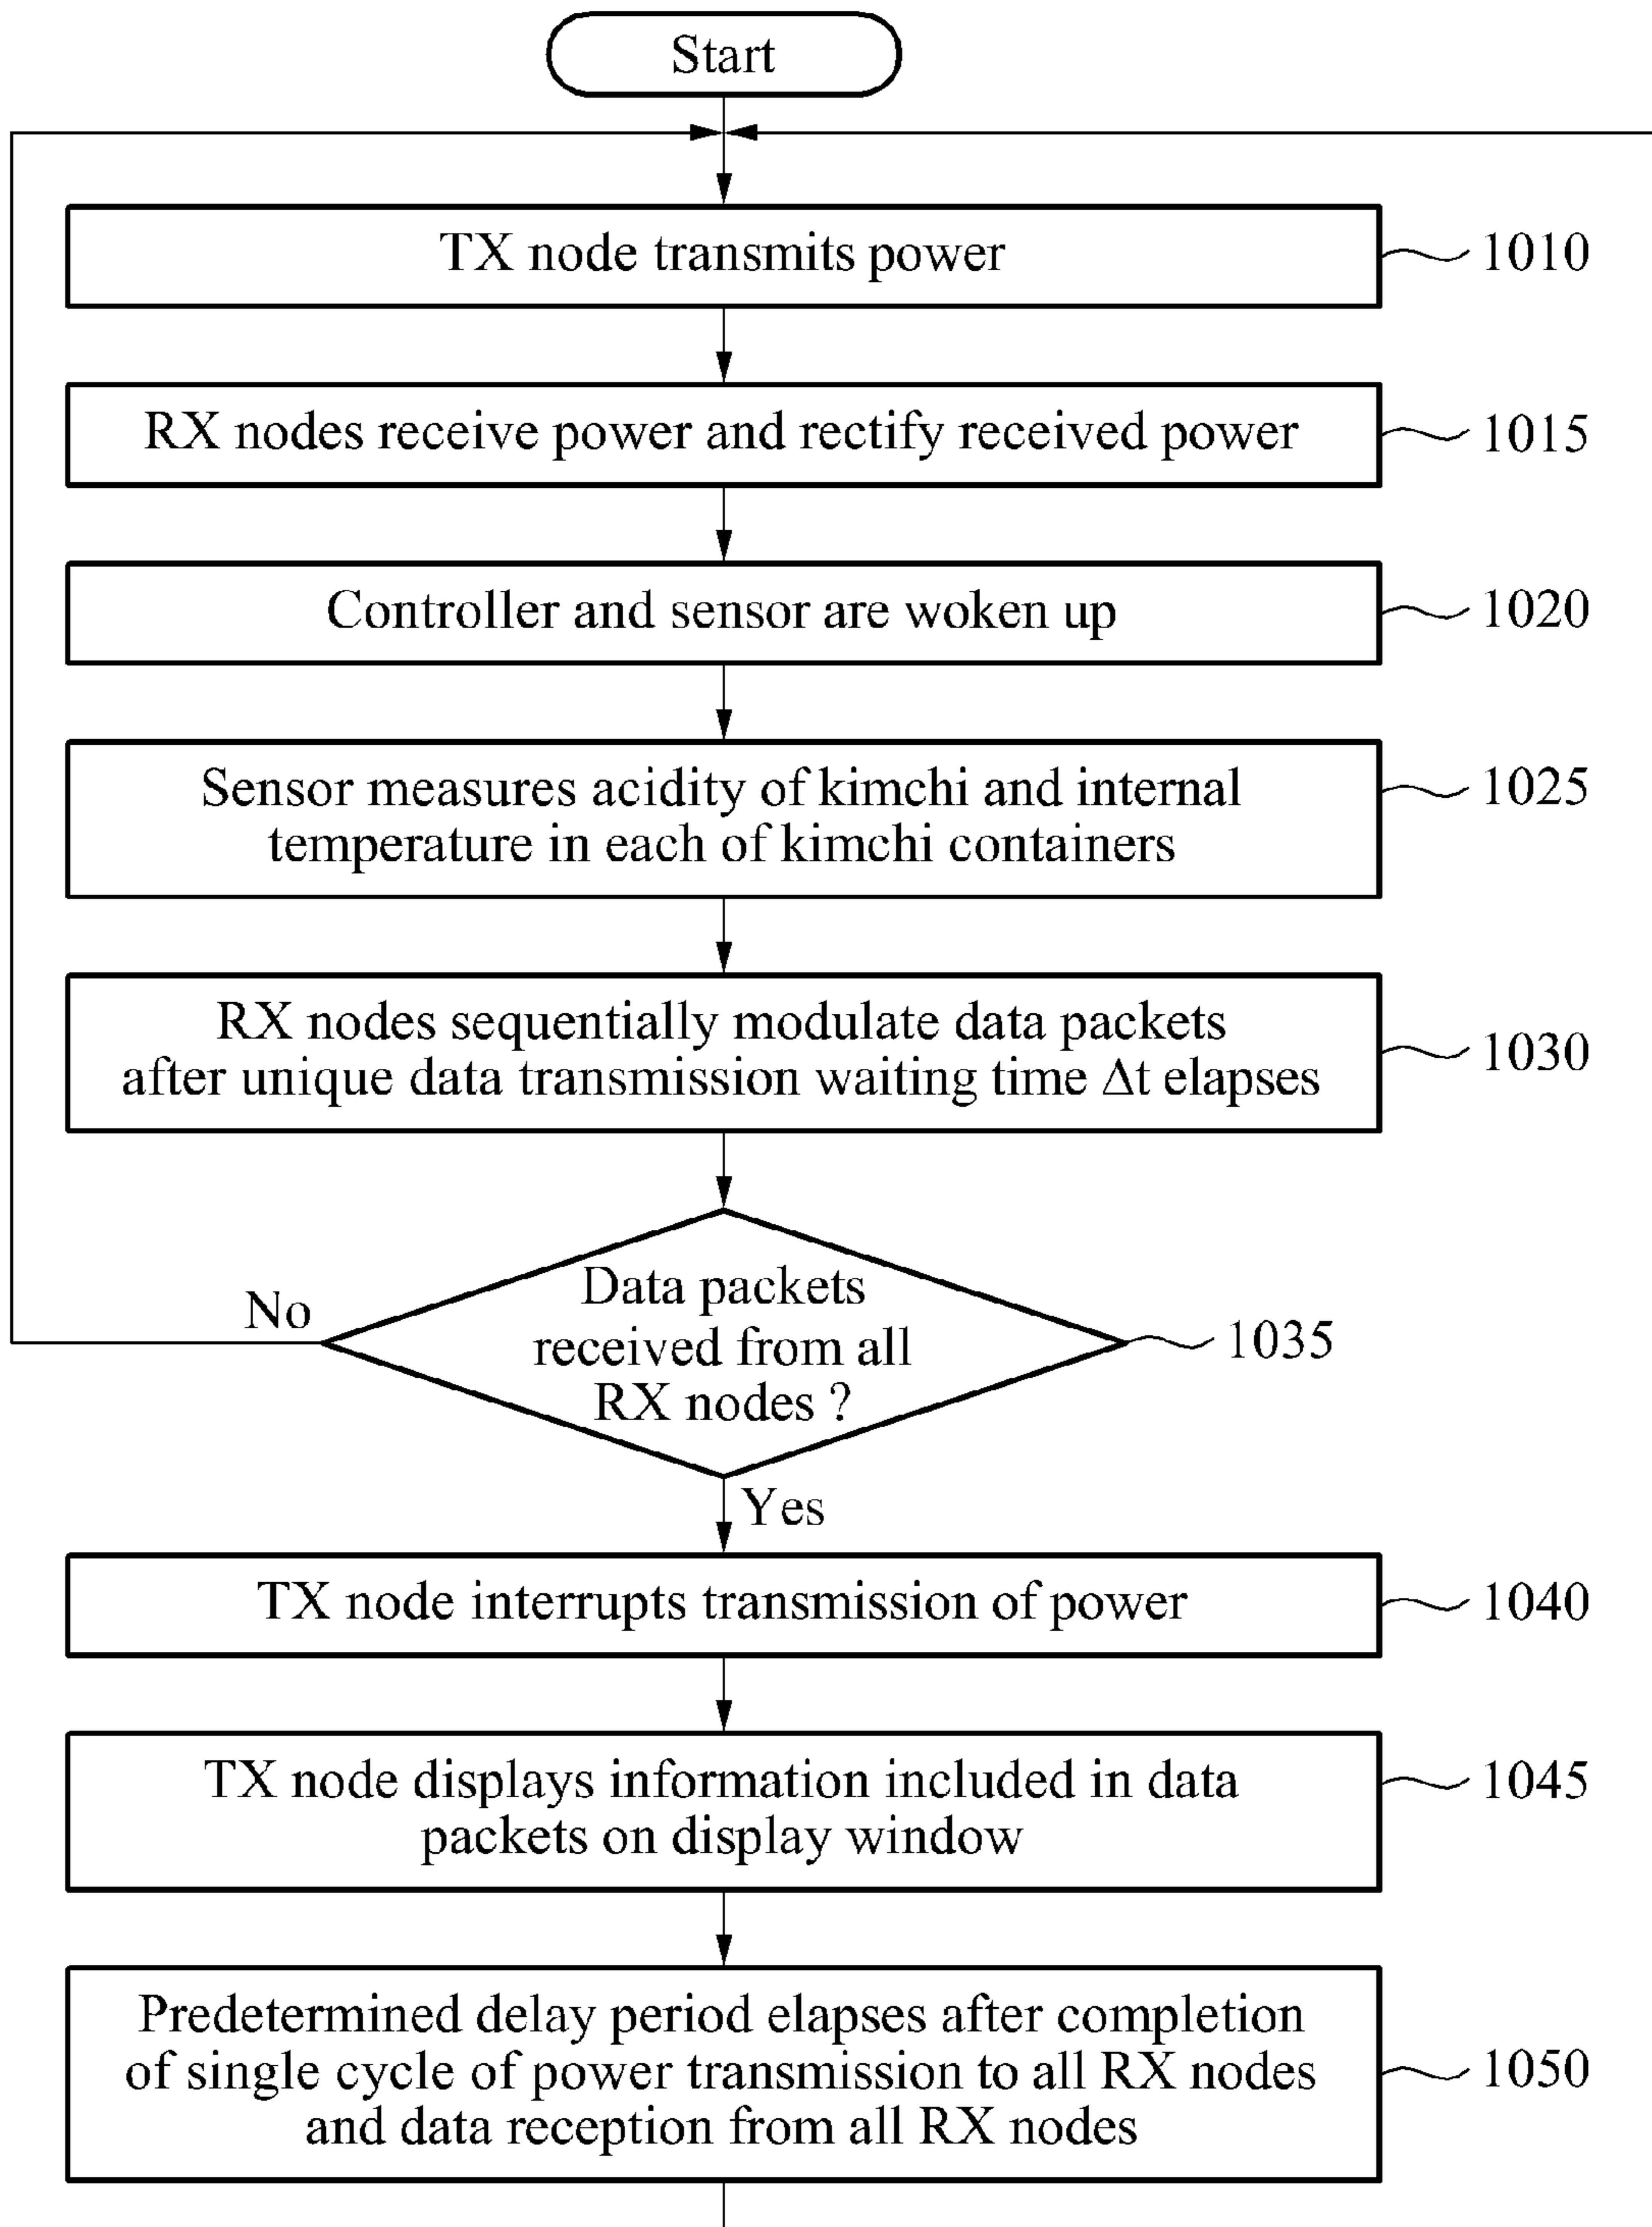 Start
TX node transmits power
1010
RX nodes receive power and rectify received power
1015
Controller and sensor are woken up
1020
Sensor measures acidity of kimchi and internal
temperature in each of kimchi containers
1025
RX nodes sequentially modulate data packets
after unique data transmission waiting time Δt elapses
1030
Data packets
received from all
RX nodes ?
1035
No
Yes
TX node interrupts transmission of power
1040
TX node displays information included in data
packets on display window
1045
Predetermined delay period elapses after completion
of single cycle of power transmission to all RX nodes
and data reception from all RX nodes
1050